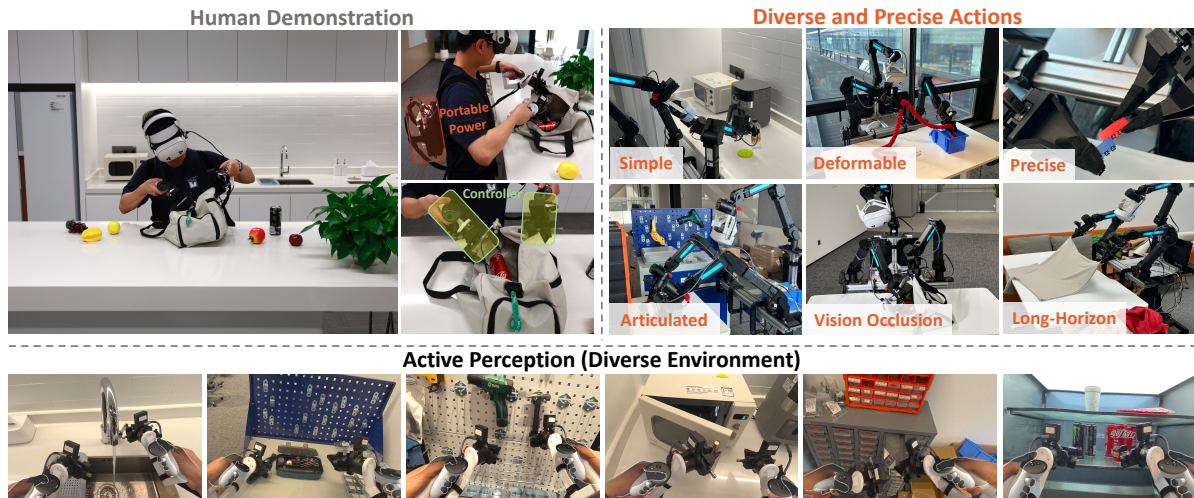 Human Demonstration
Diverse and Precise Actions
Portable
Power
Controller
Simple
Deformable
Precise
Articulated
Vision Occlusion
Long-Horizon
Active Perception (Diverse Environment)